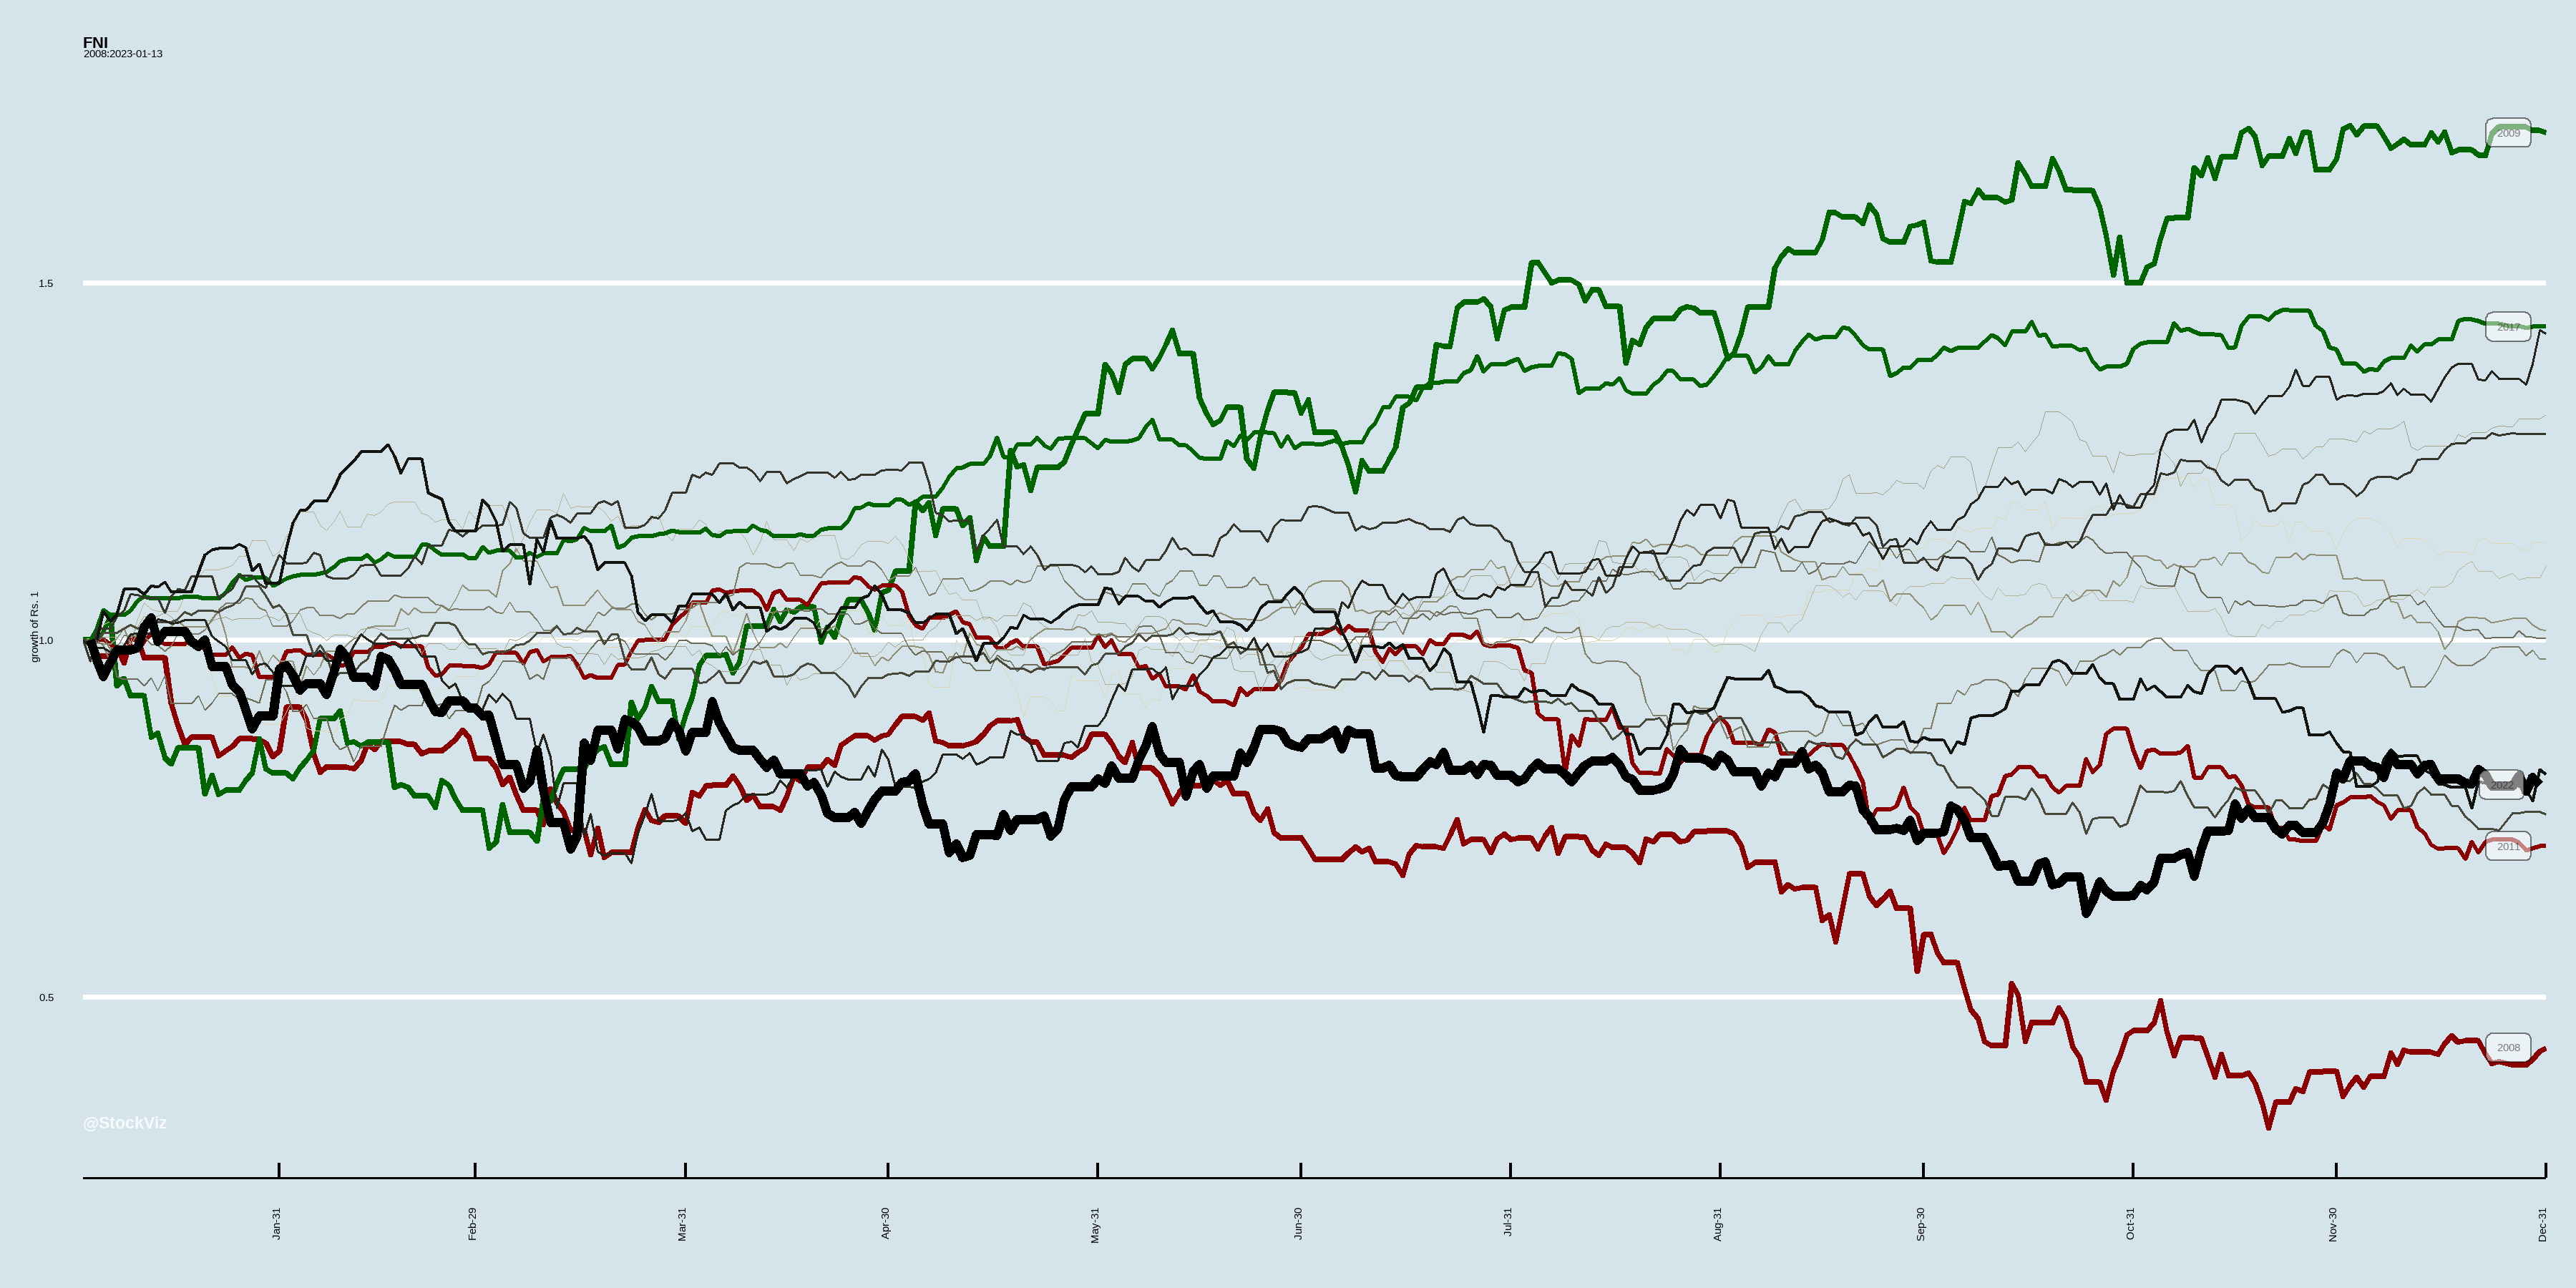 FNI
2008:2023-01-13
growth of Rs. 1
1.5
1.0
0.5
2009
2017
2022
2011
2008
@StockViz
Jan-31
Feb-29
Mar-31
Apr-30
May-31
Jun-30
Jul-31
Aug-31
Sep-30
Oct-31
Nov-30
Dec-31